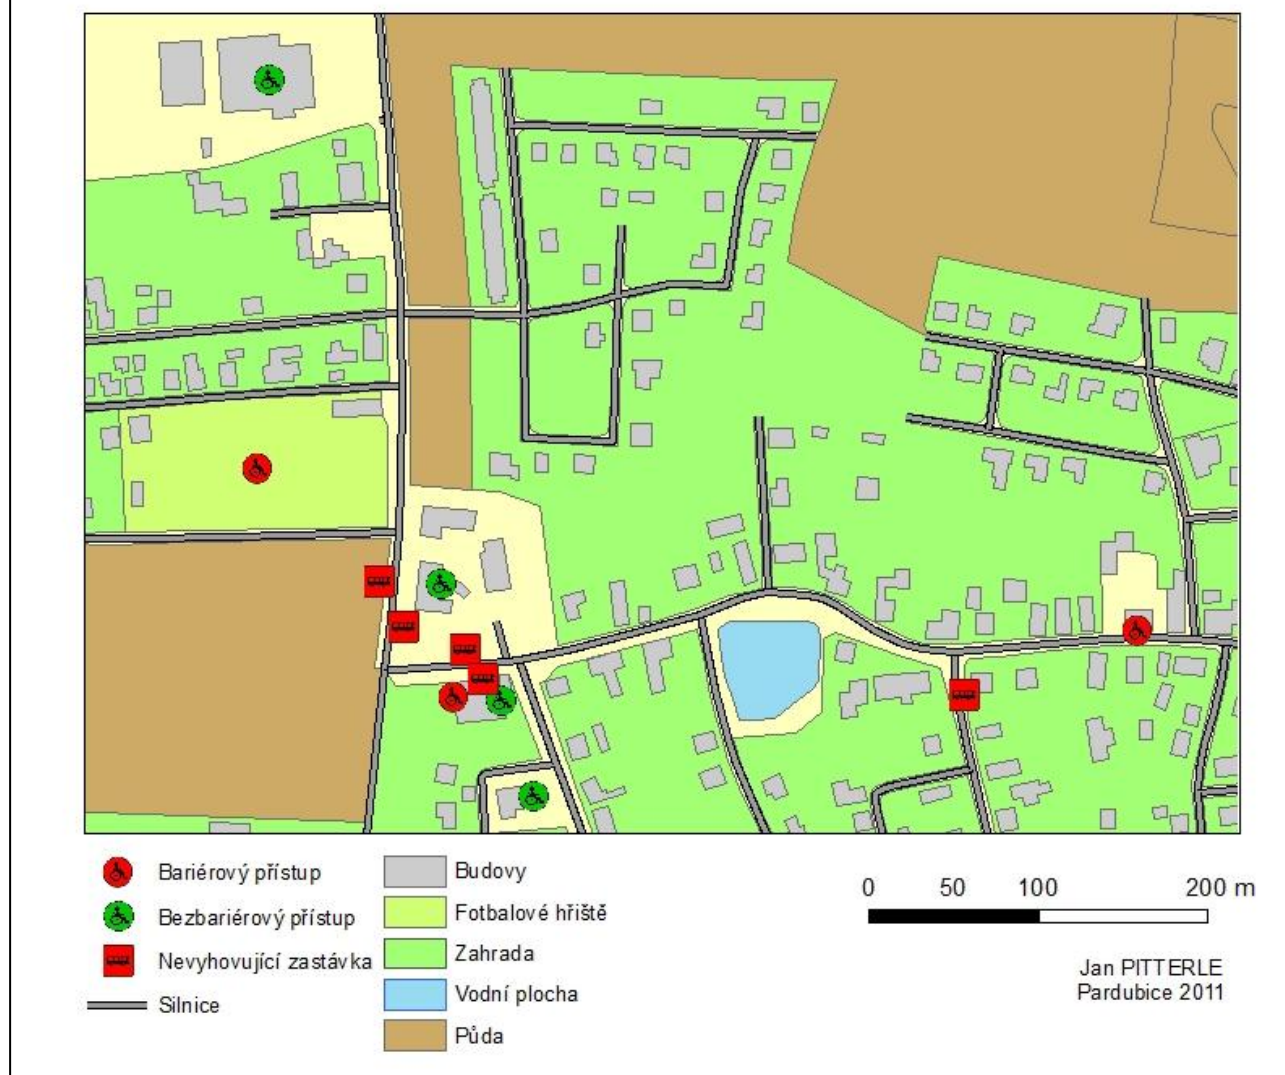 Bariérový přístup
Bezbariérový přístup
Nevyhovující zastávka
Silnice
Budovy
Fotbalové hřiště
Zahrada
Vodní plocha
Půda
0 50 100 200 m
Jan PITTERLE
Pardubice 2011